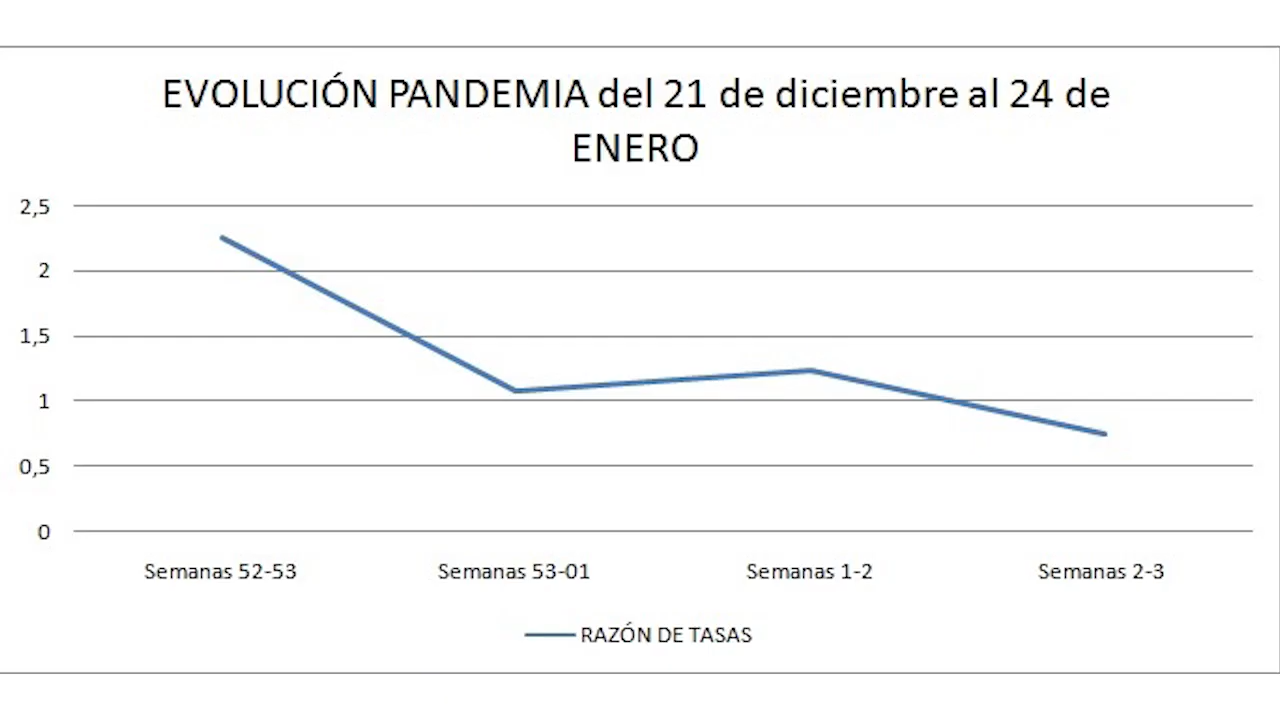 EVOLUCIÓN PANDEMIA del 21 de diciembre al 24 de
ENERO
2,5
2
1,5
1
0,5
0
Semanas 52-53
Semanas 53-01
Semanas 1-2
Semanas 2-3
RAZÓN DE TASAS